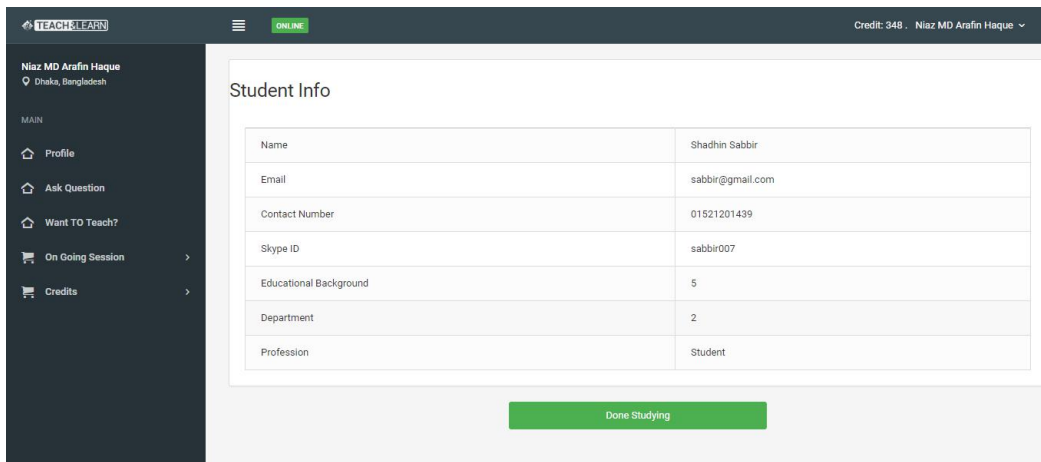 TEACH&LEARN
ONLINE
Credit: 348 . Niaz MD Arafin Haque
Niaz MD Arafin Haque
Dhaka, Bangladesh
MAIN
Profile
Ask Question
Want TO Teach?
On Going Session
Credits
Student Info
Name Shadhin Sabbir
Email sabbir@gmail.com
Contact Number 01521201439
Skype ID sabbir007
Educational Background 5
Department 2
Profession Student
Done Studying